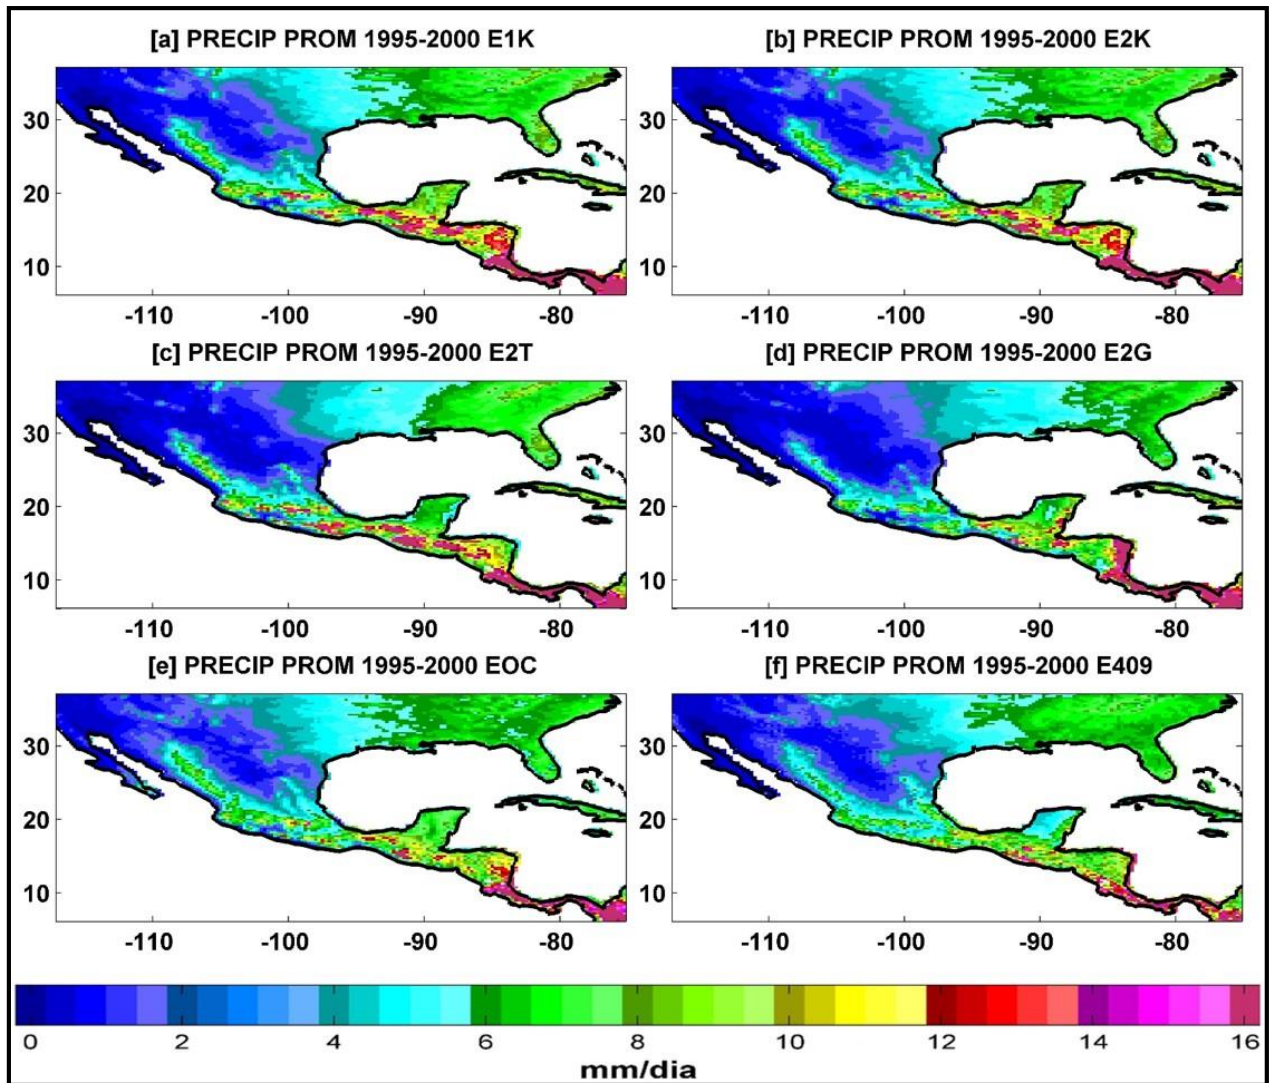 [a] PRECIP PROM 1995-2000 E1K
[b] PRECIP PROM 1995-2000 E2K
30
20
10
30
20
10
-110 -100 -90 -80
-110 -100 -90 -80
[c] PRECIP PROM 1995-2000 E2T
[d] PRECIP PROM 1995-2000 E2G
30
20
10
30
20
10
-110 -100 -90 -80
-110 -100 -90 -80
[e] PRECIP PROM 1995-2000 EOC
[f] PRECIP PROM 1995-2000 E409
30
20
10
30
20
10
-110 -100 -90 -80
-110 -100 -90 -80
0 2 4 6 8 10 12 14 16
mm/dia